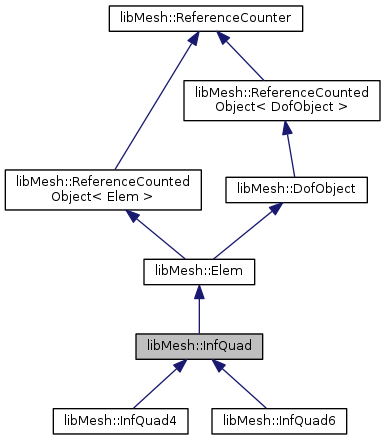 libMesh::ReferenceCounter
libMesh::ReferenceCounted
Object< DofObject >
libMesh::ReferenceCounted
Object< Elem >
libMesh::DofObject
libMesh::Elem
libMesh::InfQuad
libMesh::InfQuad4
libMesh::InfQuad6